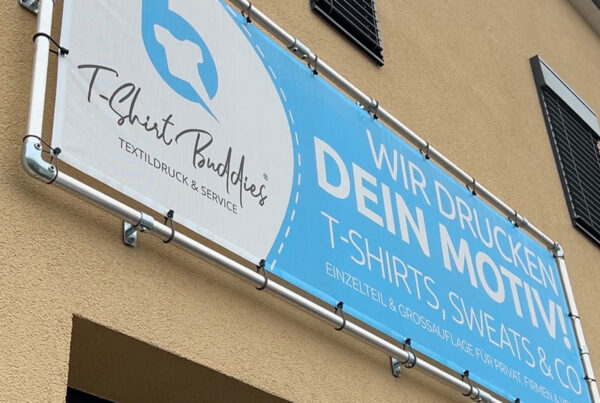 T-Shirt Buddies®
TEXTILDRUCK & SERVICE
WIR DRUCKEN
DEIN MOTIV!
T-SHIRTS, SWEATS & CO
EINZELTEIL & GROSSAUFLAGE FÜR PRIVAT, FIRMEN &